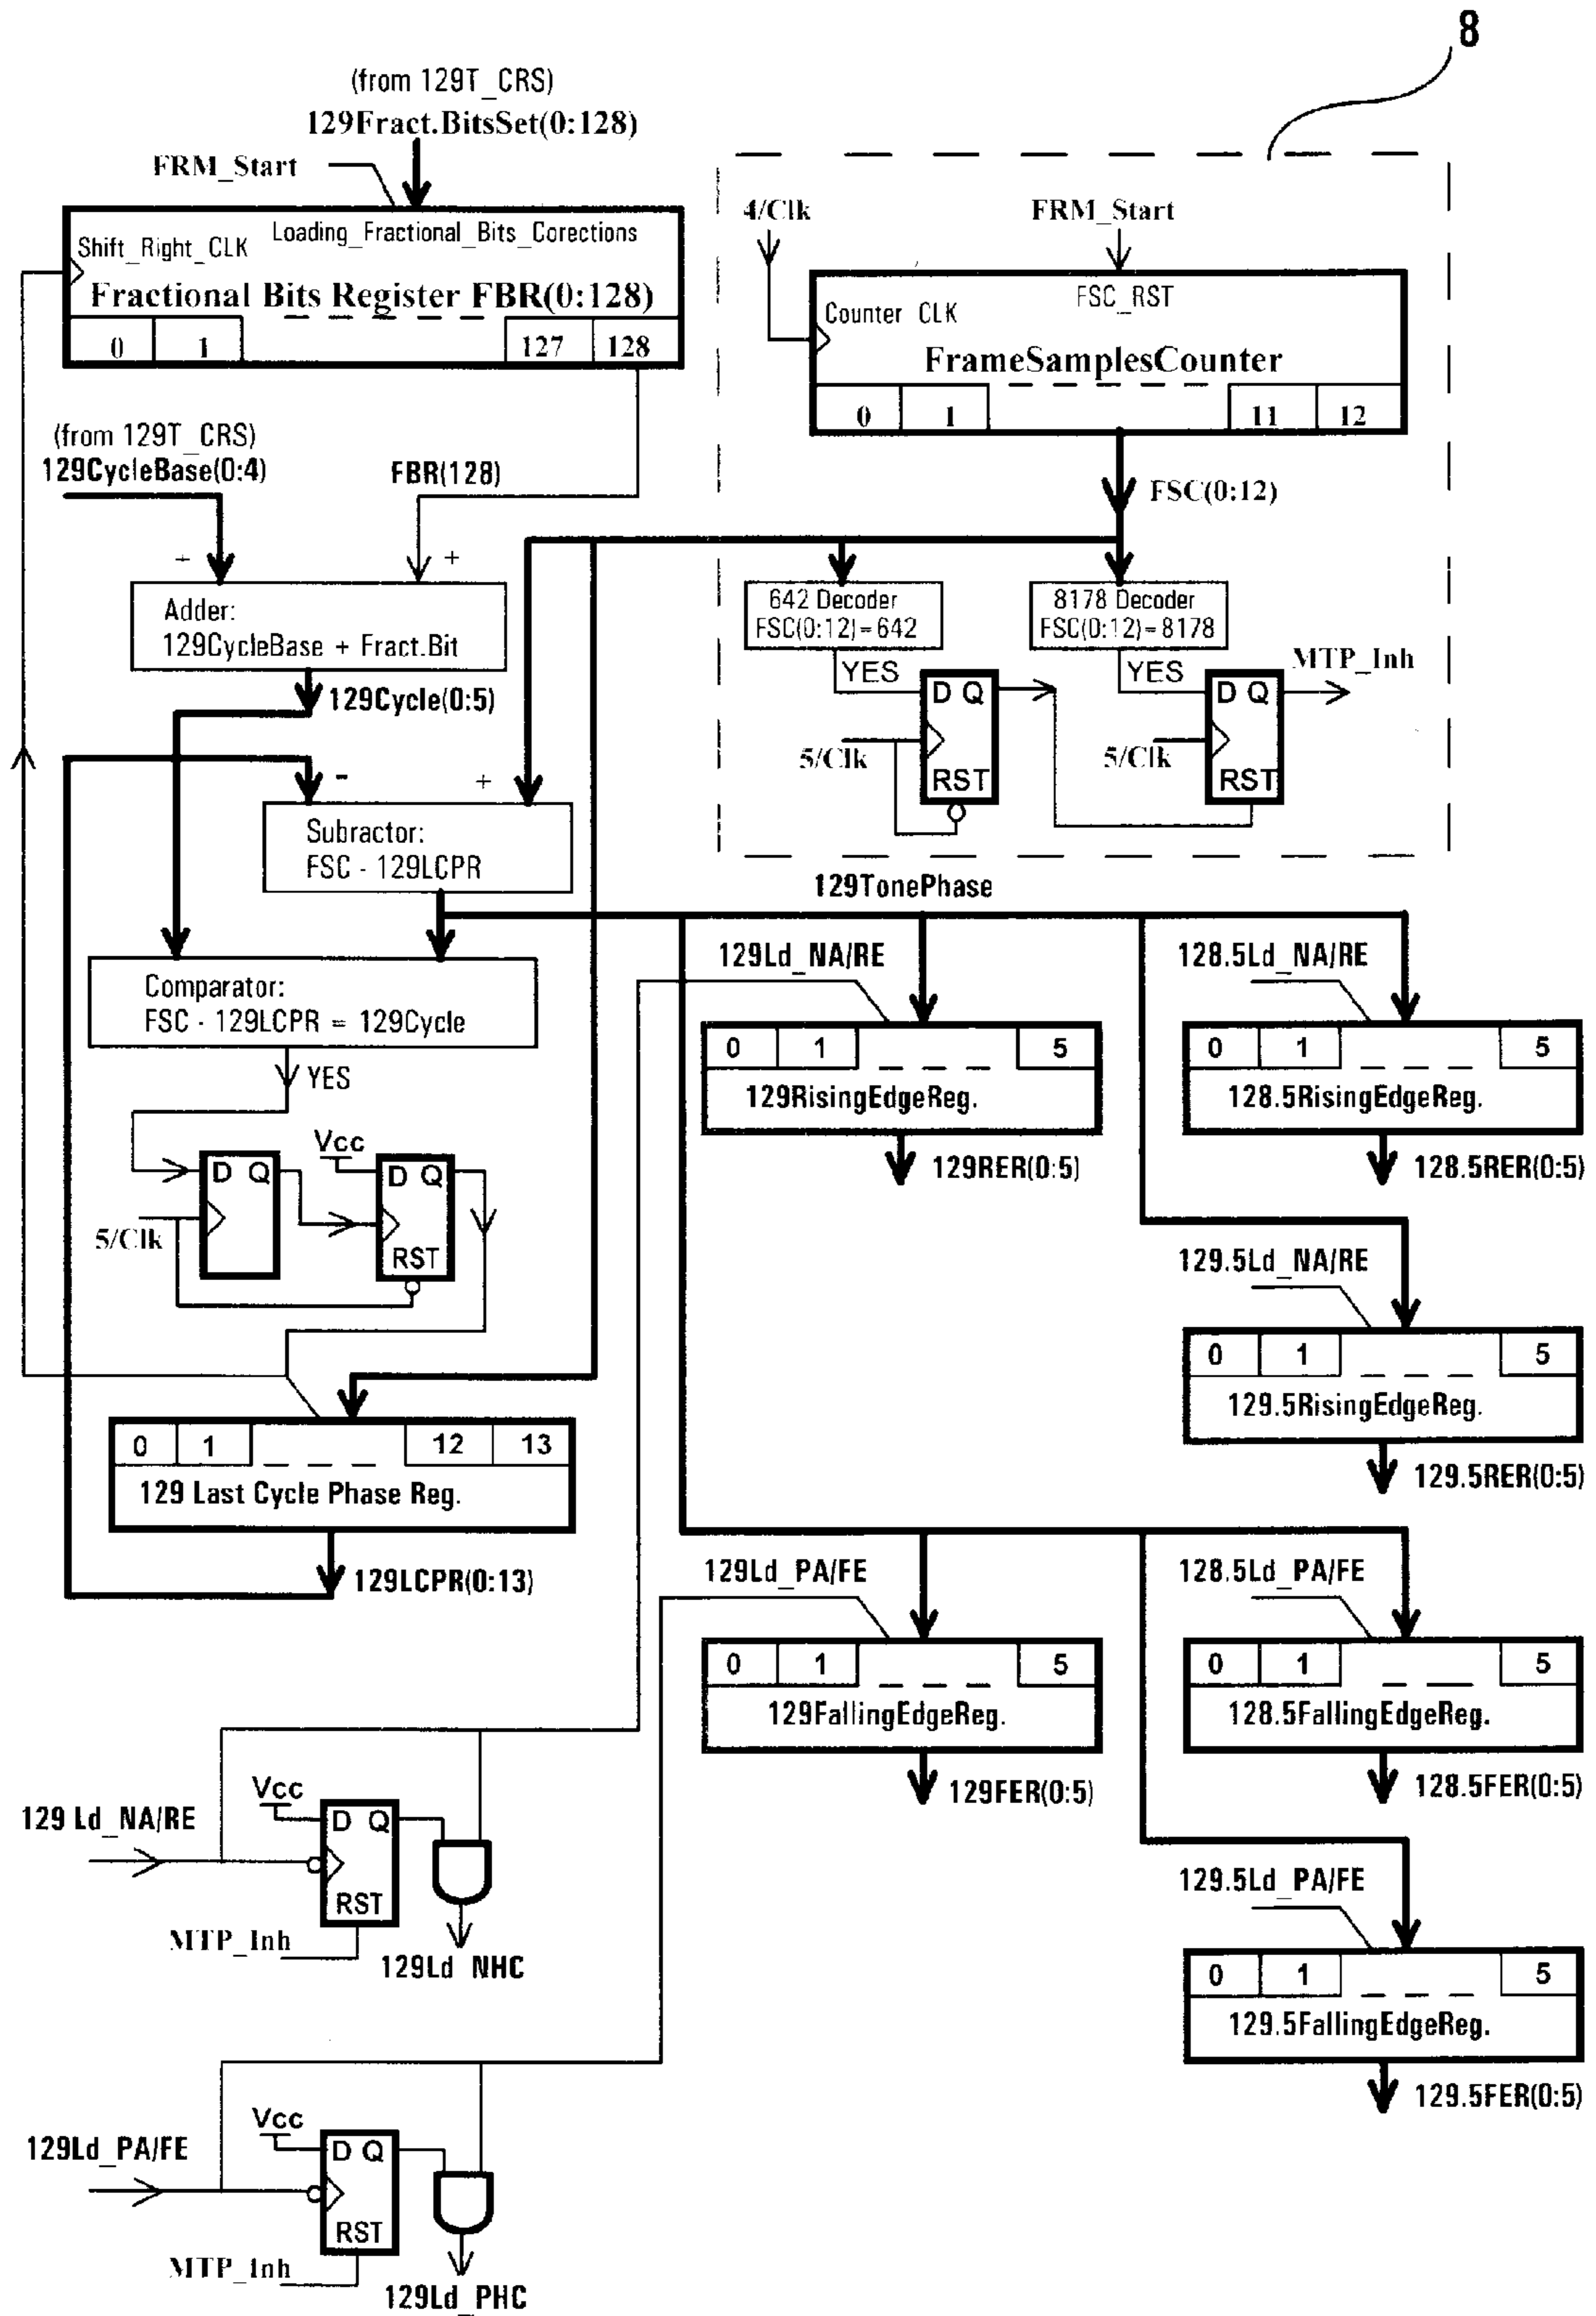 8
(from 129T_CRS)
129Fract.BitsSet(0:128)
FRM_Start
Shift_Right_CLK
Loading_Fractional_Bits_Corections
Fractional Bits Register FBR(0:128)
0 1 127 128
4/Clk
FRM_Start
Counter CLK
FSC_RST
FrameSamplesCounter
0 1 11 12
(from 129T_CRS)
129CycleBase(0:4)
FBR(128)
FSC(0:12)
+ +
Adder:
129CycleBase + Fract.Bit
129Cycle(0:5)
642 Decoder
FSC(0:12)=642
8178 Decoder
FSC(0:12)=8178
YES
YES
MTP_Inh
D Q
D Q
5/Clk
5/Clk
RST
RST
- +
Subractor:
FSC - 129LCPR
129TonePhase
Comparator:
FSC - 129LCPR = 129Cycle
YES
129Ld_NA/RE
128.5Ld_NA/RE
0 1 5
129RisingEdgeReg.
0 1 5
128.5RisingEdgeReg.
129RER(0:5)
128.5RER(0:5)
Vcc
D Q
D Q
5/Clk
RST
129.5Ld_NA/RE
0 1 5
129.5RisingEdgeReg.
129.5RER(0:5)
0 1 12 13
129 Last Cycle Phase Reg.
129LCPR(0:13)
129Ld_PA/FE
128.5Ld_PA/FE
0 1 5
129FallingEdgeReg.
0 1 5
128.5FallingEdgeReg.
129FER(0:5)
128.5FER(0:5)
Vcc
129 Ld_NA/RE
D Q
RST
MTP_Inh
129Ld_NHC
129.5Ld_PA/FE
0 1 5
129.5FallingEdgeReg.
129.5FER(0:5)
Vcc
129Ld_PA/FE
D Q
RST
MTP_Inh
129Ld_PHC